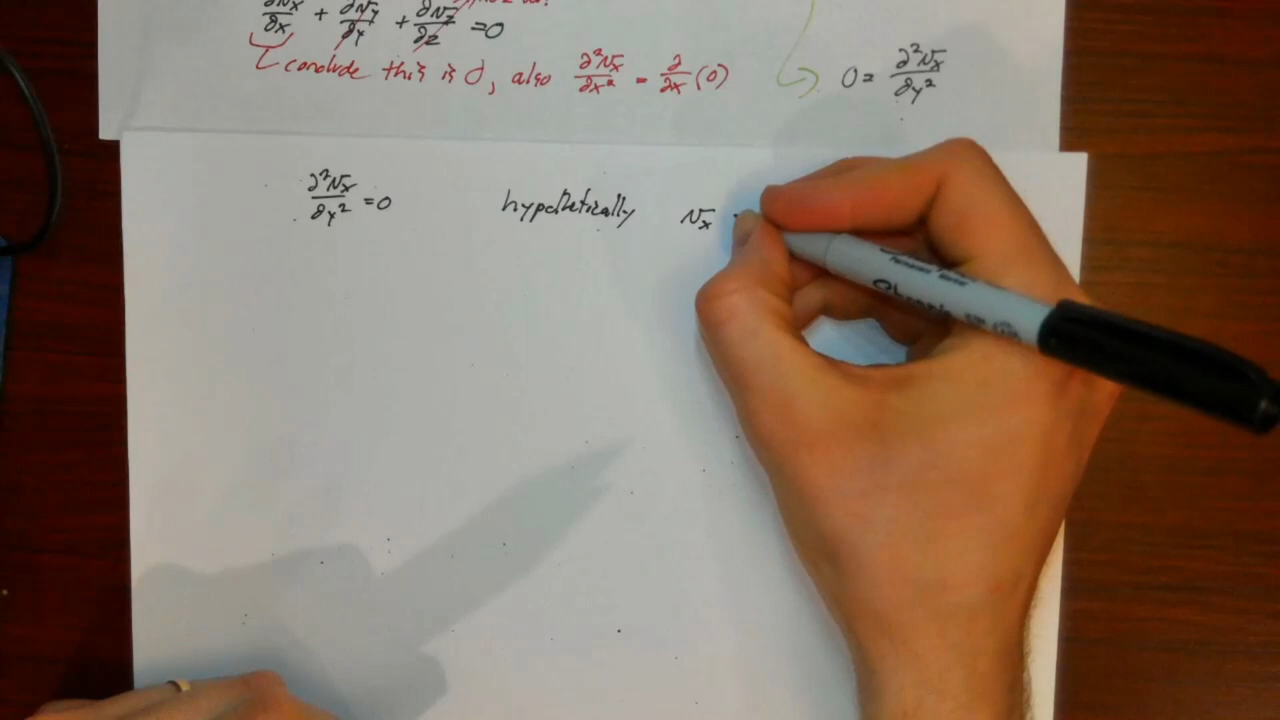 ∂Nx/∂x + ∂Ny/∂y + ∂Nz/∂z = 0
conclude this is 0, also ∂²Nx/∂x² = ∂/∂x (0)
0 = ∂²Nx/∂y²
∂²Nx/∂y² = 0 hypothetically Nx